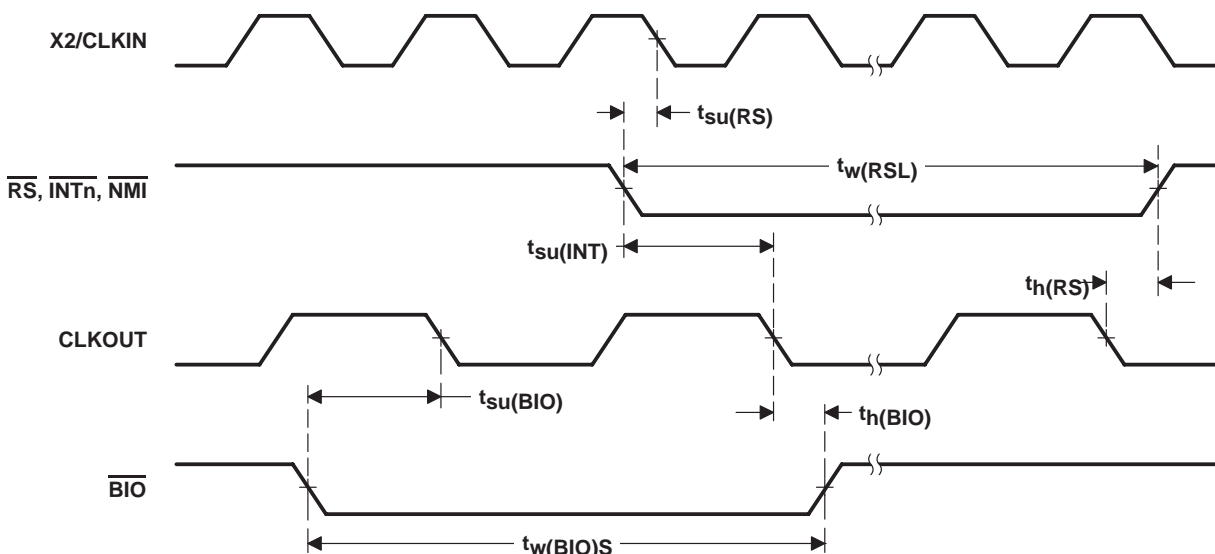 X2/CLKIN
tsu(RS)
tw(RSL)
RS, INTn, NMI
tsu(INT)
th(RS)
CLKOUT
tsu(BIO)
th(BIO)
BIO
tw(BIO)S